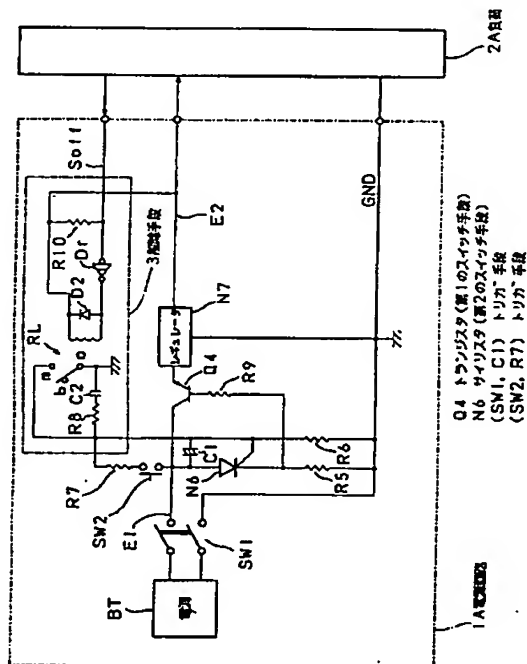 2A負荷
Soff
R10
Dr
D2
3解除手段
RL
a
b
C2
R8
E2
GND
N7
レギュレータ
Q4
R9
R7
SW2
C1
N6
R6
R5
E1
SW1
BT
電源
1A電源回路
Q4 トランジスタ(第1のスイッチ手段)
N6 サイリスタ(第2のスイッチ手段)
(SW1, C1) トリガ手段
(SW2, R7) トリガ手段